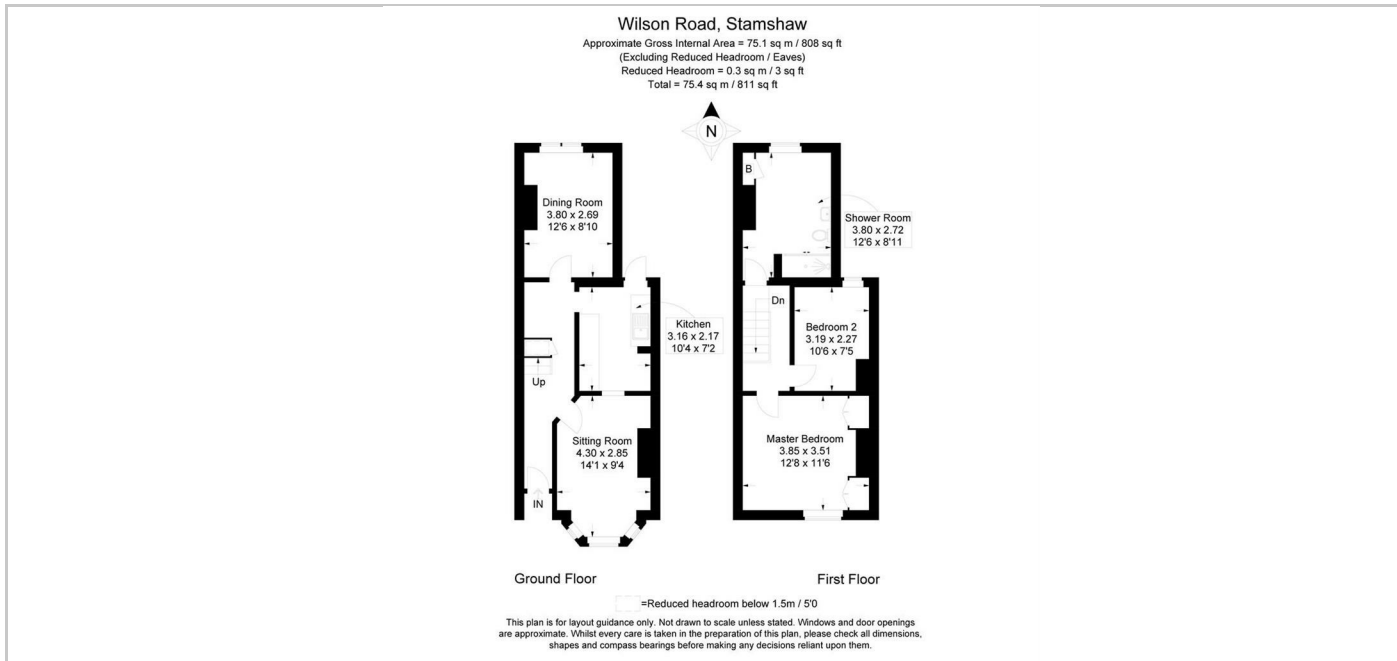 Wilson Road, Stamshaw
Approximate Gross Internal Area = 75.1 sq m / 808 sq ft
(Excluding Reduced Headroom / Eaves)
Reduced Headroom = 0.3 sq m / 3 sq ft
Total = 75.4 sq m / 811 sq ft
N
Dining Room
3.80 x 2.69
12'6 x 8'10
Kitchen
3.16 x 2.17
10'4 x 7'2
Up
Sitting Room
4.30 x 2.85
14'1 x 9'4
IN
Ground Floor
B
Shower Room
3.80 x 2.72
12'6 x 8'11
Dn
Bedroom 2
3.19 x 2.27
10'6 x 7'5
Master Bedroom
3.85 x 3.51
12'8 x 11'6
First Floor
=Reduced headroom below 1.5m / 5'0
This plan is for layout guidance only. Not drawn to scale unless stated. Windows and door openings
are approximate. Whilst every care is taken in the preparation of this plan, please check all dimensions,
shapes and compass bearings before making any decisions reliant upon them.